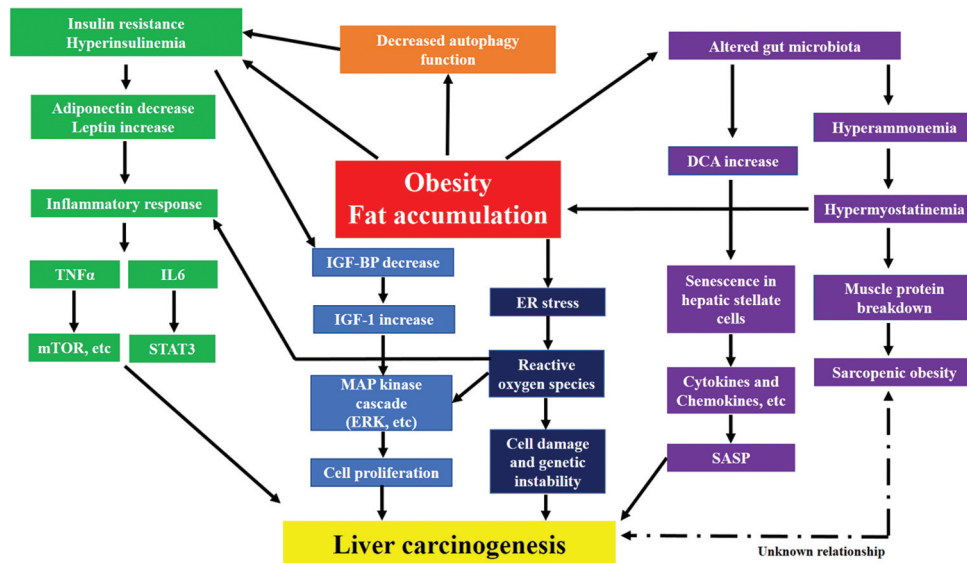 Insulin resistance
Hyperinsulinemia
Decreased autophagy
function
Altered gut microbiota
Adiponectin decrease
Leptin increase
Hyperammonemia
DCA increase
Obesity
Fat accumulation
Inflammatory response
Hypermyostatinemia
IGF-BP decrease
TNFα
IL6
Senescence in
hepatic stellate
cells
Muscle protein
breakdown
ER stress
IGF-1 increase
mTOR, etc
STAT3
Reactive
oxygen species
Sarcopenic obesity
MAP kinase
cascade
(ERK, etc)
Cytokines and
Chemokines, etc
Cell damage
and genetic
instability
SASP
Cell proliferation
Liver carcinogenesis
Unknown relationship